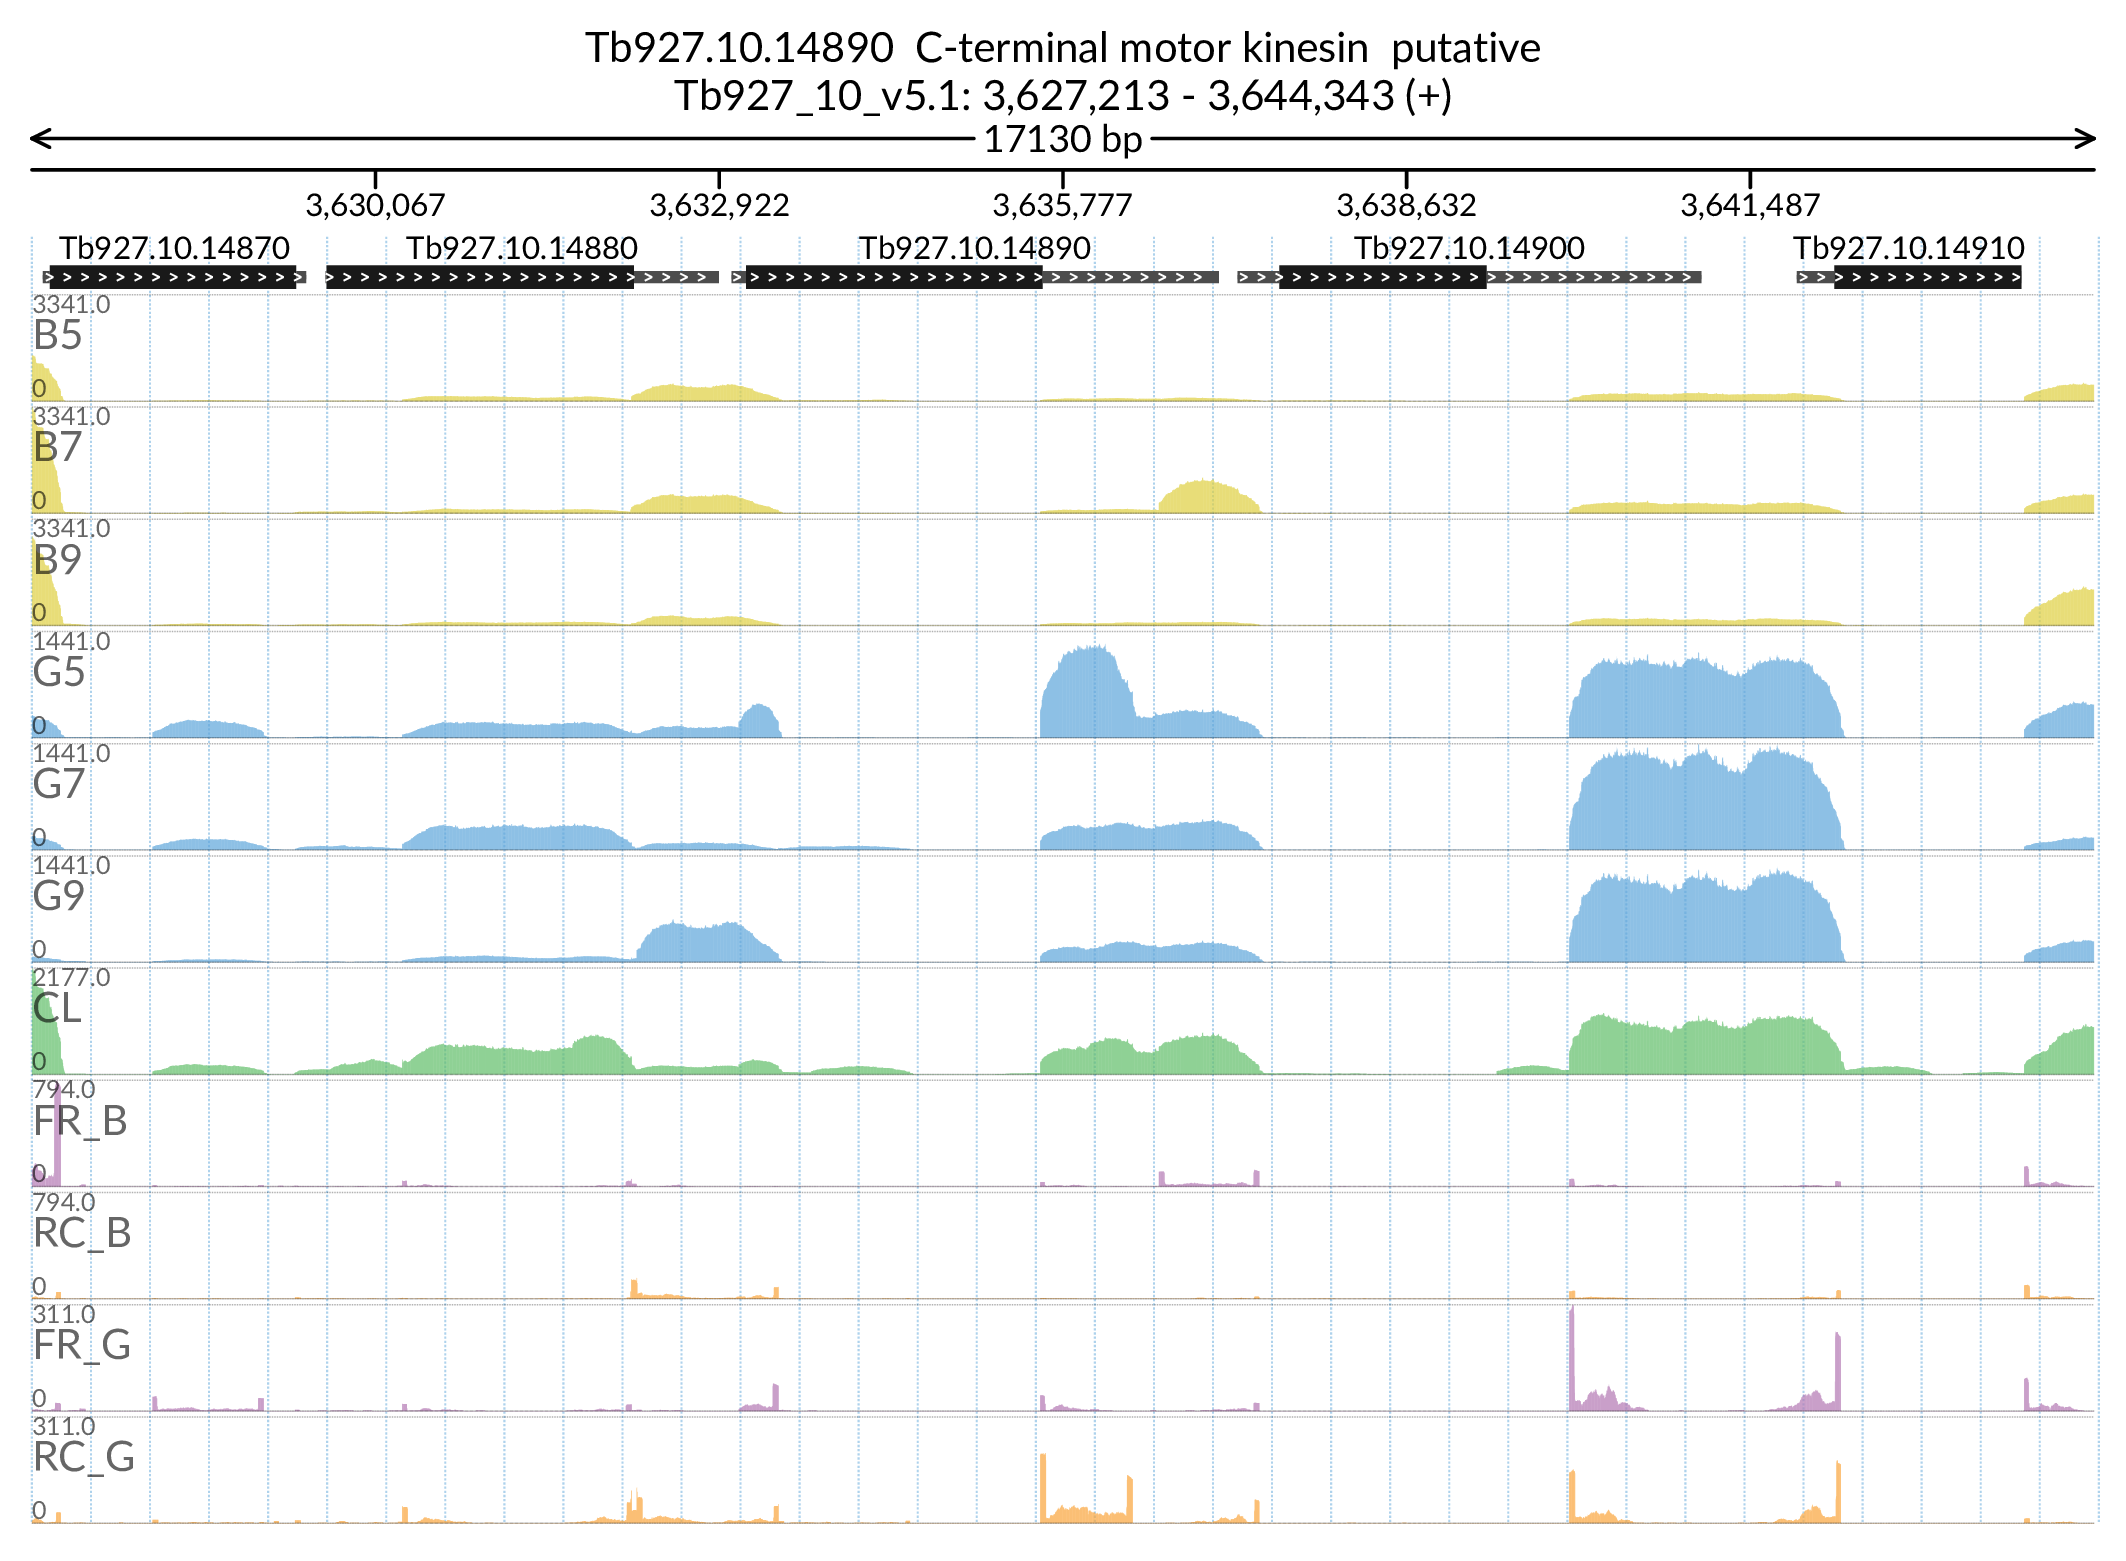 Tb927.10.14890  C-terminal motor kinesin  putative
Tb927_10_v5.1: 3,627,213 - 3,644,343 (+)
17130 bp
3,630,067 3,632,922 3,635,777 3,638,632 3,641,487
Tb927.10.14870 Tb927.10.14880 Tb927.10.14890 Tb927.10.14900 Tb927.10.14910
3341.0
B5
0
3341.0
B7
0
3341.0
B9
0
1441.0
G5
0
1441.0
G7
0
1441.0
G9
0
2177.0
CL
0
794.0
FR_B
0
794.0
RC_B
0
311.0
FR_G
0
311.0
RC_G
0